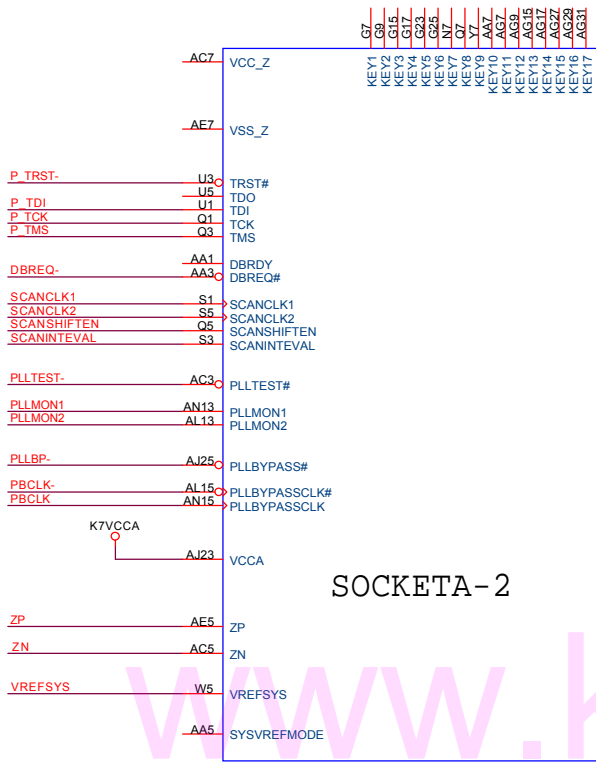 G7 G9 G15 G17 G23 G25 N7 Q7 Y7 AA7 AG7 AG9 AG15 AG17 AG27 AG29 AG31
KEY1 KEY2 KEY3 KEY4 KEY5 KEY6 KEY7 KEY8 KEY9 KEY10 KEY11 KEY12 KEY13 KEY14 KEY15 KEY16 KEY17
AC7 VCC_Z
AE7 VSS_Z
P_TRST- U3 TRST#
U5 TDO
P_TDI U1 TDI
P_TCK Q1 TCK
P_TMS Q3 TMS
AA1 DBRDY
DBREQ- AA3 DBREQ#
SCANCLK1 S1 SCANCLK1
SCANCLK2 S5 SCANCLK2
SCANSHIFTEN Q5 SCANSHIFTEN
SCANINTEVAL S3 SCANINTEVAL
PLLTEST- AC3 PLLTEST#
PLLMON1 AN13 PLLMON1
PLLMON2 AL13 PLLMON2
PLLBP- AJ25 PLLBYPASS#
PBCLK- AL15 PLLBYPASSCLK#
PBCLK AN15 PLLBYPASSCLK
K7VCCA
AJ23 VCCA
SOCKETA-2
ZP AE5 ZP
ZN AC5 ZN
VREFSYS W5 VREFSYS
AA5 SYSVREFMODE
www.k